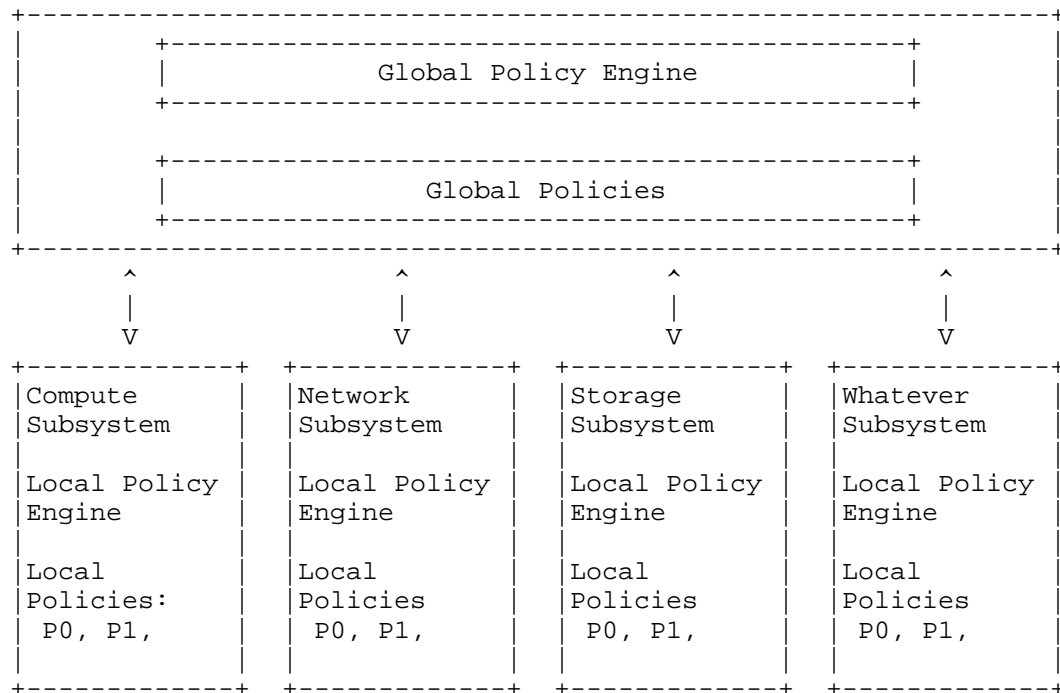 Global Policy Engine
Global Policies
Compute
Subsystem
Local Policy
Engine
Local
Policies:
P0, P1,
Network
Subsystem
Local Policy
Engine
Local
Policies
P0, P1,
Storage
Subsystem
Local Policy
Engine
Local
Policies
P0, P1,
Whatever
Subsystem
Local Policy
Engine
Local
Policies
P0, P1,